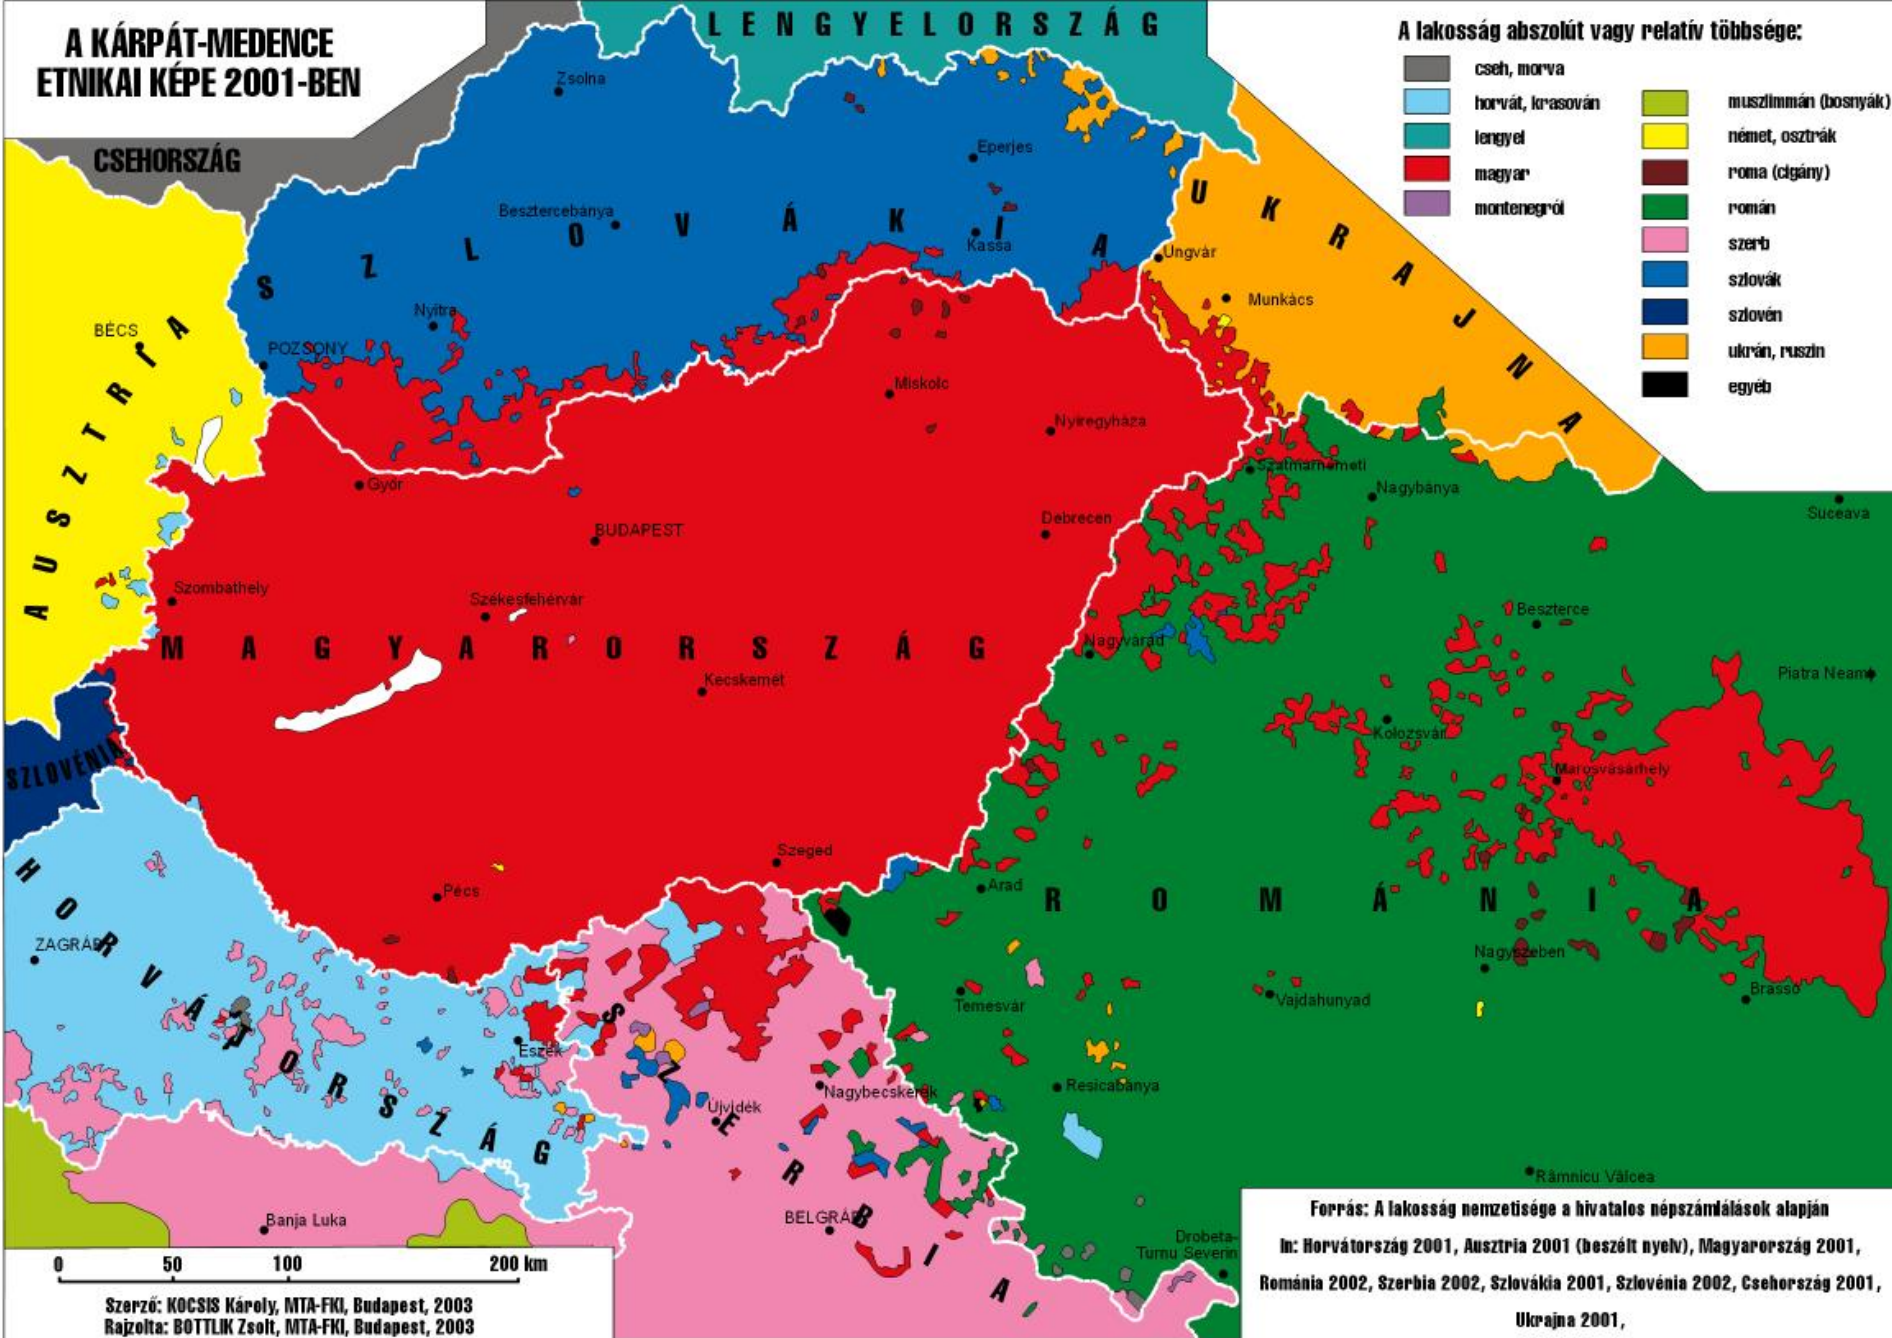 A KÁRPÁT-MEDENCE
ETNIKAI KÉPE 2001-BEN
LENGYELORSZÁG
A lakosság abszolút vagy relatív többsége:
cseh, morva
horvát, krasován
lengyel
magyar
montenegrói
muszlimmán (bosnyák)
német, osztrák
roma (cigány)
román
szerb
szlovák
szlovén
ukrán, ruszin
egyéb
CSEHORSZÁG
Zsolna
Eperjes
Besztercebánya
SZLOVÁKIA
Kassa
UKRAJNA
Ungvár
Munkács
Nyitra
BÉCS
POZSONY
AUSZTRIA
Miskolc
Nyíregyháza
Szatmárnémeti
Nagybánya
Suceava
Győr
BUDAPEST
Debrecen
Szombathely
Székesfehérvár
Beszterce
MAGYARORSZÁG
Nagyvárad
Kecskemét
Piatra Neamt
Kolozsvár
SZLOVÉNIA
Marosvásárhely
Szeged
Pécs
Arad
ROMÁNIA
HORVÁTORSZÁG
ZAGRÁB
Nagyszeben
Temesvár
Vajdahunyad
Brassó
Eszék
SZERBIA
Nagybecskerek
Resicabánya
Újvidék
Râmnicu Vâlcea
Banja Luka
BELGRÁD
Drobeta-
Turnu Severin
0 50 100 200 km
Szerző: KOCSIS Károly, MTA-FKI, Budapest, 2003
Rajzolta: BOTTLIK Zsolt, MTA-FKI, Budapest, 2003
Forrás: A lakosság nemzetisége a hivatalos népszámlálások alapján
In: Horvátország 2001, Ausztria 2001 (beszélt nyelv), Magyarország 2001,
Románia 2002, Szerbia 2002, Szlovákia 2001, Szlovénia 2002, Csehország 2001,
Ukrajna 2001,